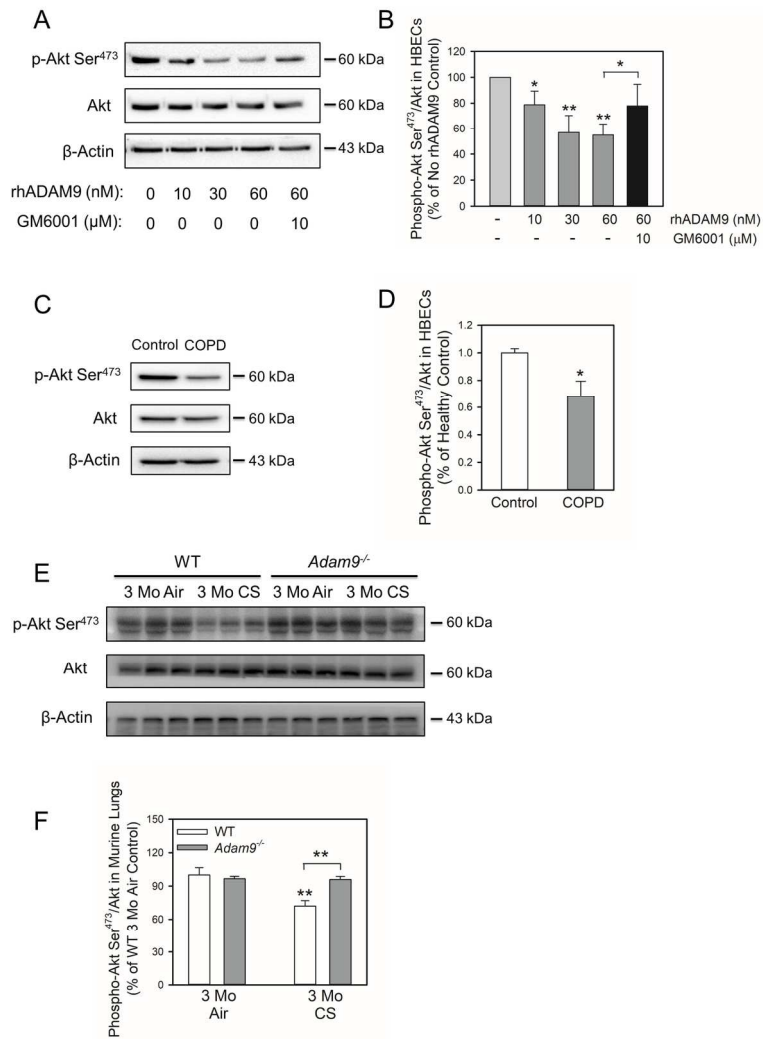 A
p-Akt Ser473
60 kDa
Akt
60 kDa
β-Actin
43 kDa
rhADAM9 (nM): 0 10 30 60 60
GM6001 (µM): 0 0 0 0 10
B
Phospho-Akt Ser473/Akt in HBECs
(% of No rhADAM9 Control)
120
100
80
60
40
20
0
* ** ** *
- 10 30 60 60 rhADAM9 (nM)
- - - - 10 GM6001 (µM)
C
Control COPD
p-Akt Ser473
60 kDa
Akt
60 kDa
β-Actin
43 kDa
D
Phospho-Akt Ser473/Akt in HBECs
(% of Healthy Control)
1.2
1.0
0.8
0.6
0.4
0.2
0.0
*
Control COPD
E
WT Adam9-/-
3 Mo Air 3 Mo CS 3 Mo Air 3 Mo CS
p-Akt Ser473
60 kDa
Akt
60 kDa
β-Actin
43 kDa
F
Phospho-Akt Ser473/Akt in Murine Lungs
(% of WT 3 Mo Air Control)
150
120
90
60
30
0
WT
Adam9-/-
**
**
3 Mo 3 Mo
Air CS